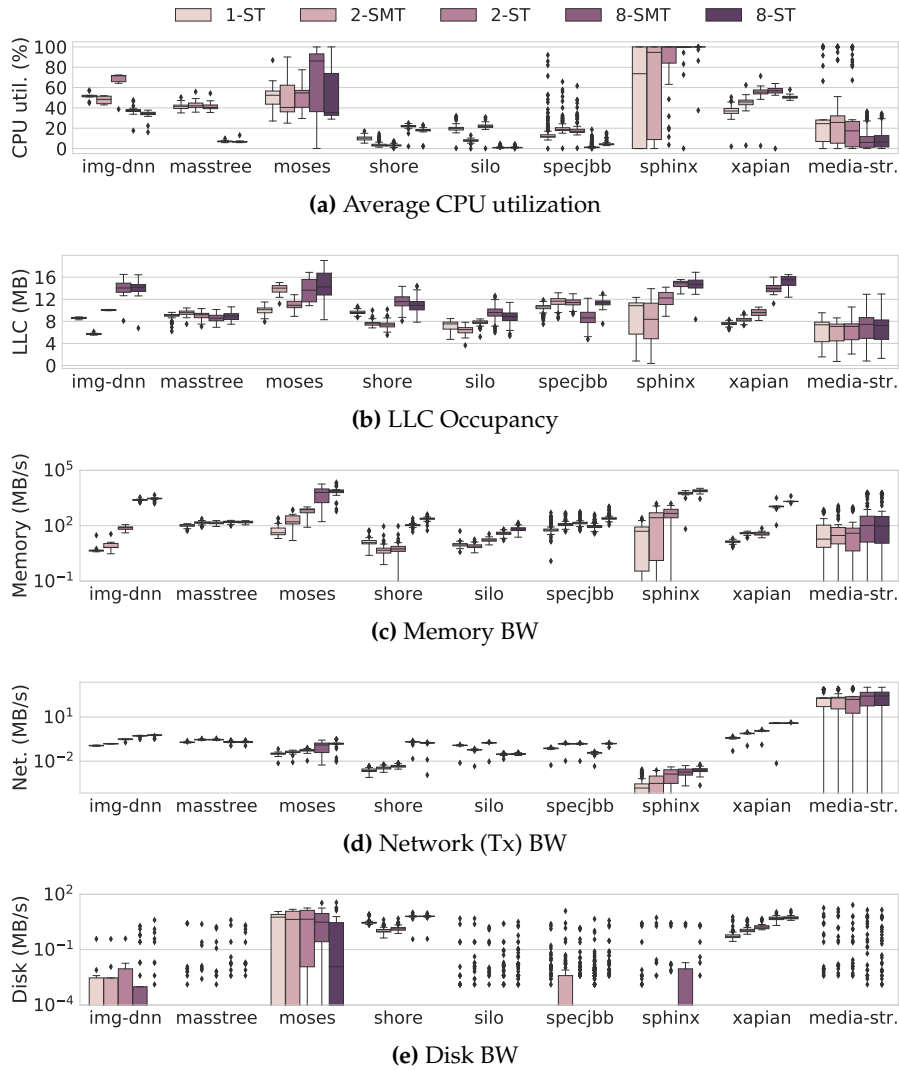 1-ST 2-SMT 2-ST 8-SMT 8-ST
CPU util. (%)
100
80
60
40
20
0
img-dnn masstree moses shore silo specjbb sphinx xapian media-str.
(a) Average CPU utilization
LLC (MB)
16
12
8
4
0
img-dnn masstree moses shore silo specjbb sphinx xapian media-str.
(b) LLC Occupancy
Memory (MB/s)
10^5
10^2
10^-1
img-dnn masstree moses shore silo specjbb sphinx xapian media-str.
(c) Memory BW
Net. (MB/s)
10^1
10^-2
img-dnn masstree moses shore silo specjbb sphinx xapian media-str.
(d) Network (Tx) BW
Disk (MB/s)
10^2
10^-1
10^-4
img-dnn masstree moses shore silo specjbb sphinx xapian media-str.
(e) Disk BW